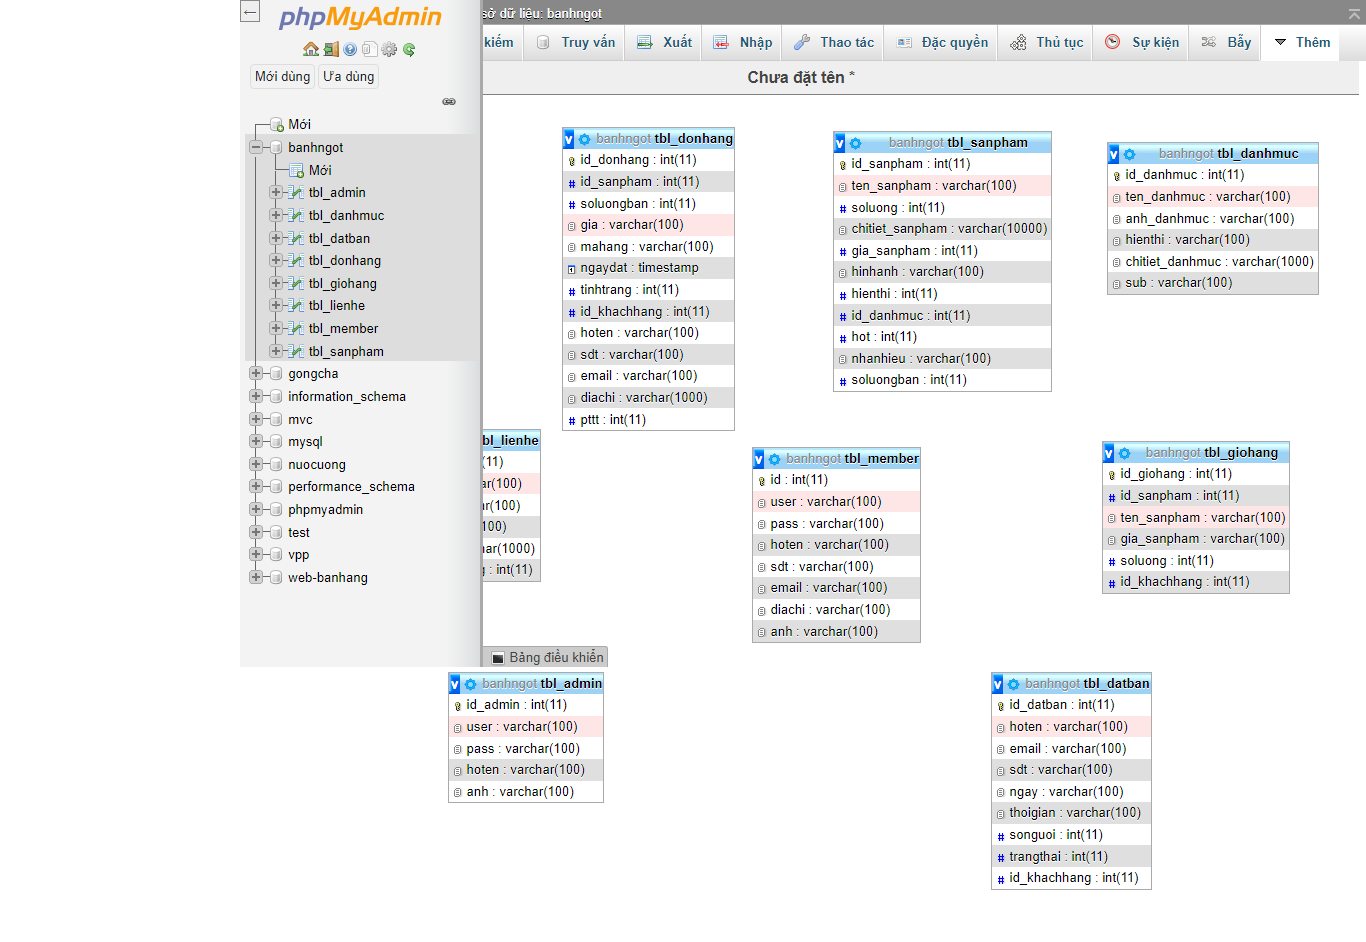 phpMyAdmin
Mới dùng
Ưa dùng
Mới
banhngot
Mới
tbl_admin
tbl_danhmuc
tbl_datban
tbl_donhang
tbl_giohang
tbl_lienhe
tbl_member
tbl_sanpham
gongcha
information_schema
mvc
mysql
nuocuong
performance_schema
phpmyadmin
test
vpp
web-banhang
sở dữ liệu: banhngot
kiếm
Truy vấn
Xuất
Nhập
Thao tác
Đặc quyền
Thủ tục
Sự kiện
Bẫy
Thêm
Chưa đặt tên *
v banhngot tbl_donhang
id_donhang : int(11)
# id_sanpham : int(11)
# soluongban : int(11)
gia : varchar(100)
mahang : varchar(100)
ngaydat : timestamp
# tinhtrang : int(11)
# id_khachhang : int(11)
hoten : varchar(100)
sdt : varchar(100)
email : varchar(100)
diachi : varchar(1000)
# pttt : int(11)
v banhngot tbl_sanpham
id_sanpham : int(11)
ten_sanpham : varchar(100)
# soluong : int(11)
chitiet_sanpham : varchar(10000)
# gia_sanpham : int(11)
hinhanh : varchar(100)
# hienthi : int(11)
# id_danhmuc : int(11)
# hot : int(11)
nhanhieu : varchar(100)
# soluongban : int(11)
v banhngot tbl_danhmuc
id_danhmuc : int(11)
ten_danhmuc : varchar(100)
anh_danhmuc : varchar(100)
hienthi : varchar(100)
chitiet_danhmuc : varchar(1000)
sub : varchar(100)
bl_lienhe
(11)
ar(100)
ar(100)
100)
har(1000)
: int(11)
v banhngot tbl_member
id : int(11)
user : varchar(100)
pass : varchar(100)
hoten : varchar(100)
sdt : varchar(100)
email : varchar(100)
diachi : varchar(100)
anh : varchar(100)
v banhngot tbl_giohang
id_giohang : int(11)
# id_sanpham : int(11)
ten_sanpham : varchar(100)
gia_sanpham : varchar(100)
# soluong : int(11)
# id_khachhang : int(11)
Bảng điều khiển
v banhngot tbl_admin
id_admin : int(11)
user : varchar(100)
pass : varchar(100)
hoten : varchar(100)
anh : varchar(100)
v banhngot tbl_datban
id_datban : int(11)
hoten : varchar(100)
email : varchar(100)
sdt : varchar(100)
ngay : varchar(100)
thoigian : varchar(100)
# songuoi : int(11)
# trangthai : int(11)
# id_khachhang : int(11)